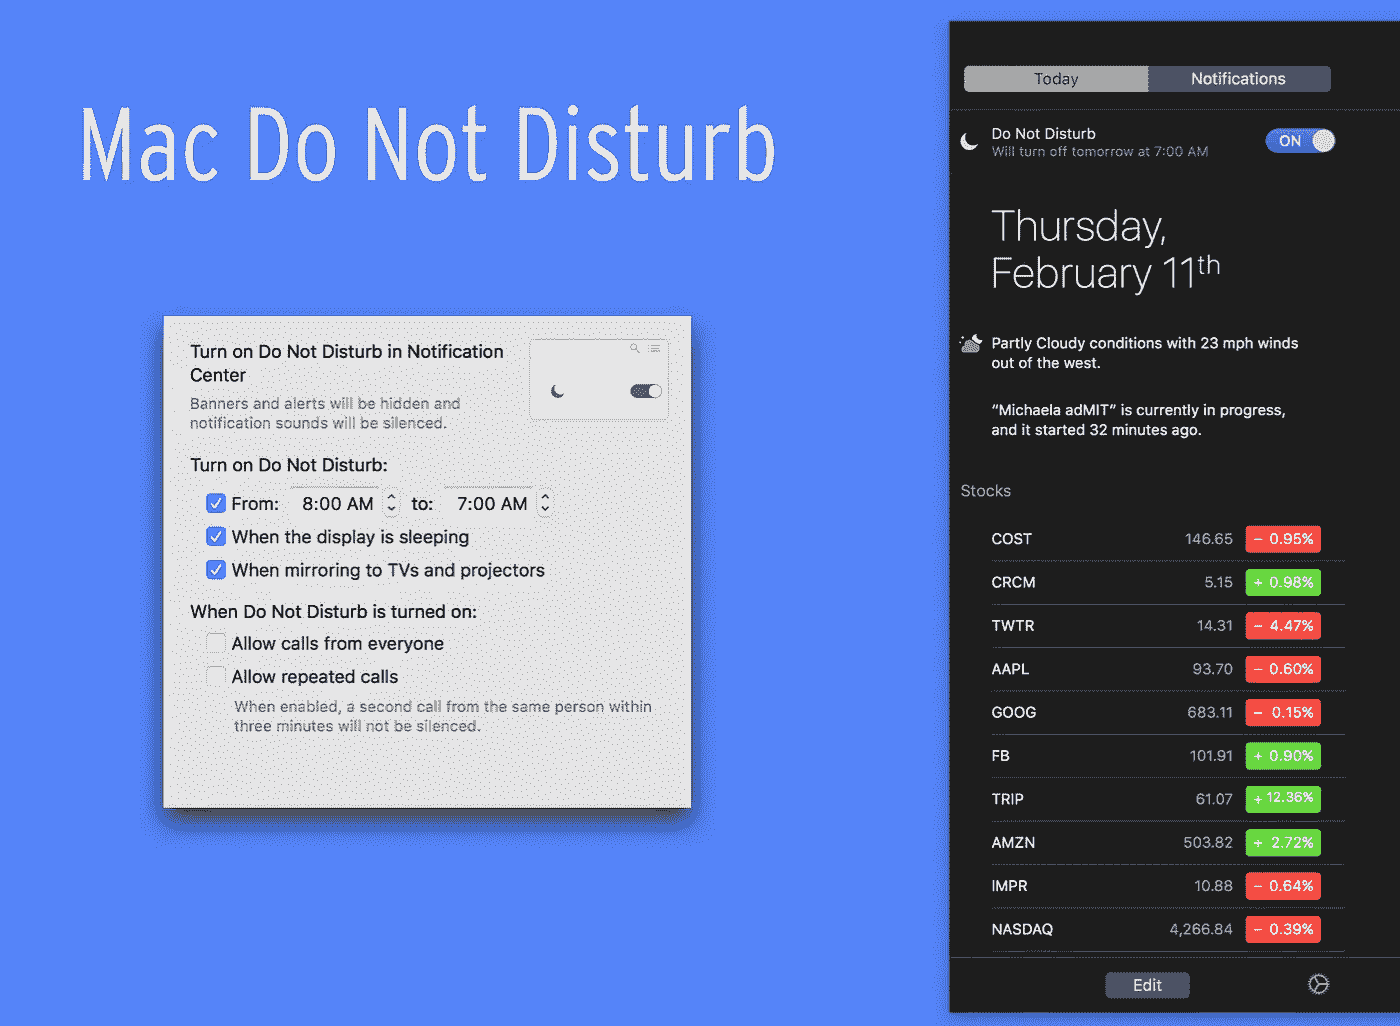 Mac Do Not Disturb
Turn on Do Not Disturb in Notification
Center
Banners and alerts will be hidden and
notification sounds will be silenced.
Turn on Do Not Disturb:
From: 8:00 AM to: 7:00 AM
When the display is sleeping
When mirroring to TVs and projectors
When Do Not Disturb is turned on:
Allow calls from everyone
Allow repeated calls
When enabled, a second call from the same person within
three minutes will not be silenced.
Today Notifications
Do Not Disturb ON
Will turn off tomorrow at 7:00 AM
Thursday,
February 11th
Partly Cloudy conditions with 23 mph winds
out of the west.
“Michaela adMIT” is currently in progress,
and it started 32 minutes ago.
Stocks
COST 146.65 - 0.95%
CRCM 5.15 + 0.98%
TWTR 14.31 - 4.47%
AAPL 93.70 - 0.60%
GOOG 683.11 - 0.15%
FB 101.91 + 0.90%
TRIP 61.07 + 12.36%
AMZN 503.82 + 2.72%
IMPR 10.88 - 0.64%
NASDAQ 4,266.84 - 0.39%
Edit